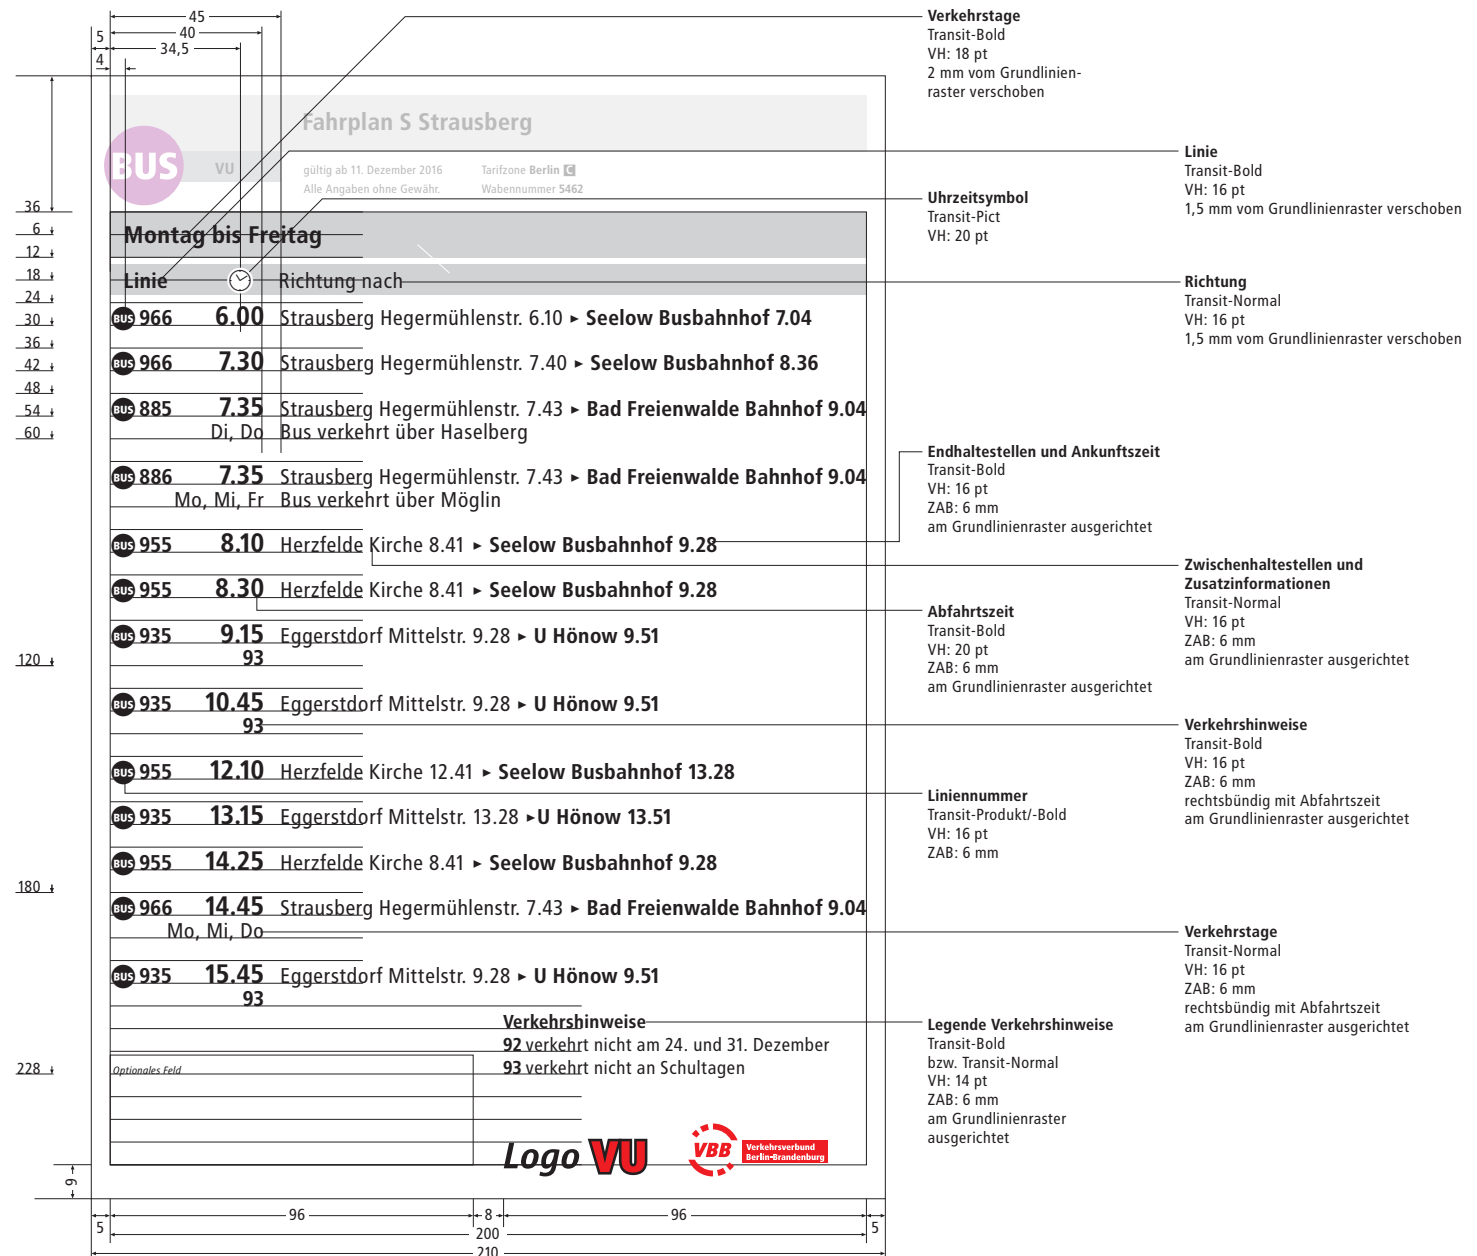 45
40
34,5
5
4
Verkehrstage
Transit-Bold
VH: 18 pt
2 mm vom Grundlinien-
raster verschoben
Fahrplan S Strausberg
BUS
VU
gültig ab 11. Dezember 2016
Tarifzone Berlin C
Alle Angaben ohne Gewähr.
Wabennummer 5462
Linie
Transit-Bold
VH: 16 pt
1,5 mm vom Grundlinienraster verschoben
Uhrzeitsymbol
Transit-Pict
VH: 20 pt
36
6
12
18
24
30
36
42
48
54
60
120
180
228
9
Montag bis Freitag
Linie Richtung nach
Richtung
Transit-Normal
VH: 16 pt
1,5 mm vom Grundlinienraster verschoben
BUS 966 6.00 Strausberg Hegermühlenstr. 6.10 ▸ Seelow Busbahnhof 7.04
BUS 966 7.30 Strausberg Hegermühlenstr. 7.40 ▸ Seelow Busbahnhof 8.36
BUS 885 7.35 Strausberg Hegermühlenstr. 7.43 ▸ Bad Freienwalde Bahnhof 9.04
Di, Do Bus verkehrt über Haselberg
BUS 886 7.35 Strausberg Hegermühlenstr. 7.43 ▸ Bad Freienwalde Bahnhof 9.04
Mo, Mi, Fr Bus verkehrt über Möglin
BUS 955 8.10 Herzfelde Kirche 8.41 ▸ Seelow Busbahnhof 9.28
BUS 955 8.30 Herzfelde Kirche 8.41 ▸ Seelow Busbahnhof 9.28
BUS 935 9.15 Eggerstdorf Mittelstr. 9.28 ▸ U Hönow 9.51
93
BUS 935 10.45 Eggerstdorf Mittelstr. 9.28 ▸ U Hönow 9.51
93
BUS 955 12.10 Herzfelde Kirche 12.41 ▸ Seelow Busbahnhof 13.28
BUS 935 13.15 Eggerstdorf Mittelstr. 13.28 ▸U Hönow 13.51
BUS 955 14.25 Herzfelde Kirche 8.41 ▸ Seelow Busbahnhof 9.28
BUS 966 14.45 Strausberg Hegermühlenstr. 7.43 ▸ Bad Freienwalde Bahnhof 9.04
Mo, Mi, Do
BUS 935 15.45 Eggerstdorf Mittelstr. 9.28 ▸ U Hönow 9.51
93
Verkehrshinweise
92 verkehrt nicht am 24. und 31. Dezember
93 verkehrt nicht an Schultagen
Optionales Feld
Logo VU
VBB Verkehrsverbund
Berlin-Brandenburg
Endhaltestellen und Ankunftszeit
Transit-Bold
VH: 16 pt
ZAB: 6 mm
am Grundlinienraster ausgerichtet
Zwischenhaltestellen und
Zusatzinformationen
Transit-Normal
VH: 16 pt
ZAB: 6 mm
am Grundlinienraster ausgerichtet
Abfahrtszeit
Transit-Bold
VH: 20 pt
ZAB: 6 mm
am Grundlinienraster ausgerichtet
Verkehrshinweise
Transit-Bold
VH: 16 pt
ZAB: 6 mm
rechtsbündig mit Abfahrtszeit
am Grundlinienraster ausgerichtet
Liniennummer
Transit-Produkt/-Bold
VH: 16 pt
ZAB: 6 mm
Verkehrstage
Transit-Normal
VH: 16 pt
ZAB: 6 mm
rechtsbündig mit Abfahrtszeit
am Grundlinienraster ausgerichtet
Legende Verkehrshinweise
Transit-Bold
bzw. Transit-Normal
VH: 14 pt
ZAB: 6 mm
am Grundlinienraster
ausgerichtet
5 96 8 96 5
200
210